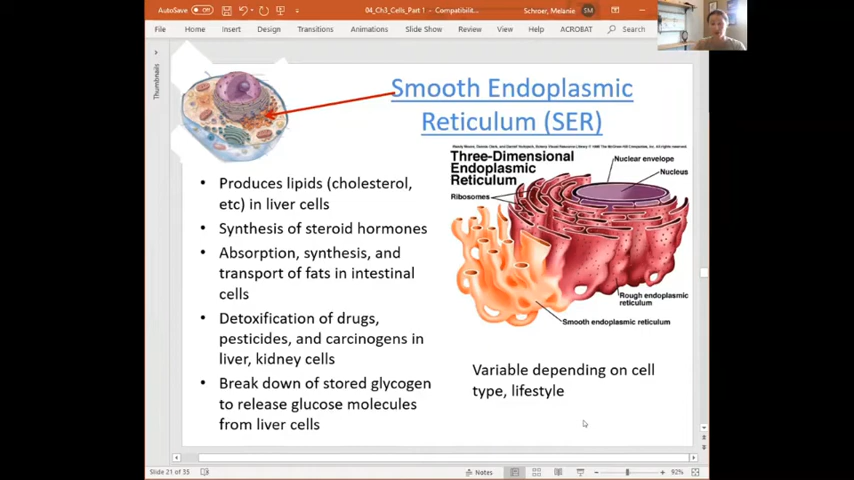 AutoSave Off
04_Ch3_Cells_Part 1 - Compatibilit...
Schroer, Melanie SM
File Home Insert Design Transitions Animations Slide Show Review View Help ACROBAT Search
Thumbnails
Smooth Endoplasmic
Reticulum (SER)
• Produces lipids (cholesterol,
etc) in liver cells
• Synthesis of steroid hormones
• Absorption, synthesis, and
transport of fats in intestinal
cells
• Detoxification of drugs,
pesticides, and carcinogens in
liver, kidney cells
• Break down of stored glycogen
to release glucose molecules
from liver cells
Three-Dimensional
Endoplasmic
Reticulum
Nuclear envelope
Nucleus
Ribosomes
Rough endoplasmic
reticulum
Smooth endoplasmic reticulum
Variable depending on cell
type, lifestyle
Slide 21 of 35
Notes
92%